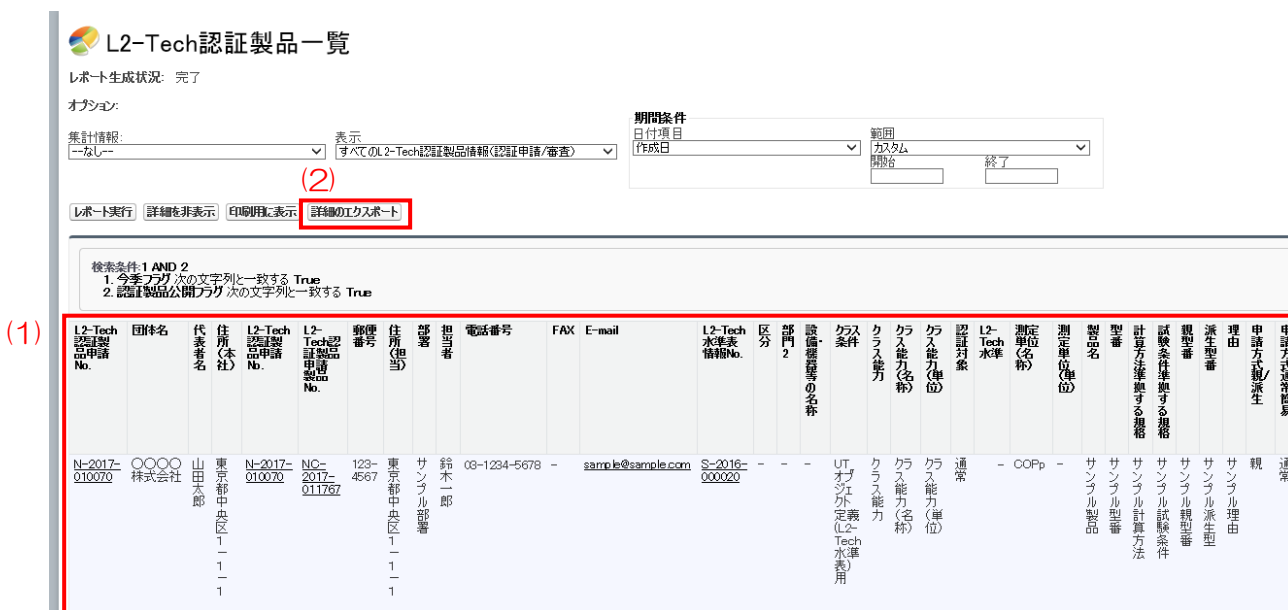 L2-Tech認証製品一覧
レポート生成状況: 完了
オプション:
集計情報:
--なし--
表示
すべてのL2-Tech認証製品情報(認証申請/審査)
期間条件
日付項目
作成日
範囲
カスタム
開始
終了
(2)
レポート実行 詳細を非表示 印刷用に表示 詳細のエクスポート
検索条件:1 AND 2
1. 今季フラグ 次の文字列と一致する True
2. 認証製品公開フラグ 次の文字列と一致する True
(1)
L2-Tech認証製品申請No.
団体名
代表者名
住所(本社)
L2-Tech認証製品申請No.
L2-Tech認証製品申請製品No.
郵便番号
住所(担当)
部署
担当者
電話番号
FAX
E-mail
L2-Tech水準表情報No.
区分
部門2
設備・機器等の名称
クラス条件
クラス能力
クラス能力(名称)
クラス能力(単位)
認証対象
L2-Tech水準
測定単位(名称)
測定単位(単位)
製品名
型番
計算方法準拠する規格
試験条件準拠する規格
親型番
派生型番
理由
申請方式親/派生
申請方式通常簡易
N-2017-010070
〇〇〇〇株式会社
山田太郎
東京都中央区1-1-1
N-2017-010070
NC-2017-011767
123-4567
東京都中央区1-1-1
サンプル部署
鈴木一郎
03-1234-5678
-
sample@sample.com
S-2016-000020
-
-
-
UT_オブジェクト定義(L2-Tech水準表)用
クラス能力
クラス能力(名称)
クラス能力(単位)
通常
-
COPp
-
サンプル製品
サンプル型番
サンプル計算方法
サンプル試験条件
サンプル親型番
サンプル派生型
サンプル理由
親
通常